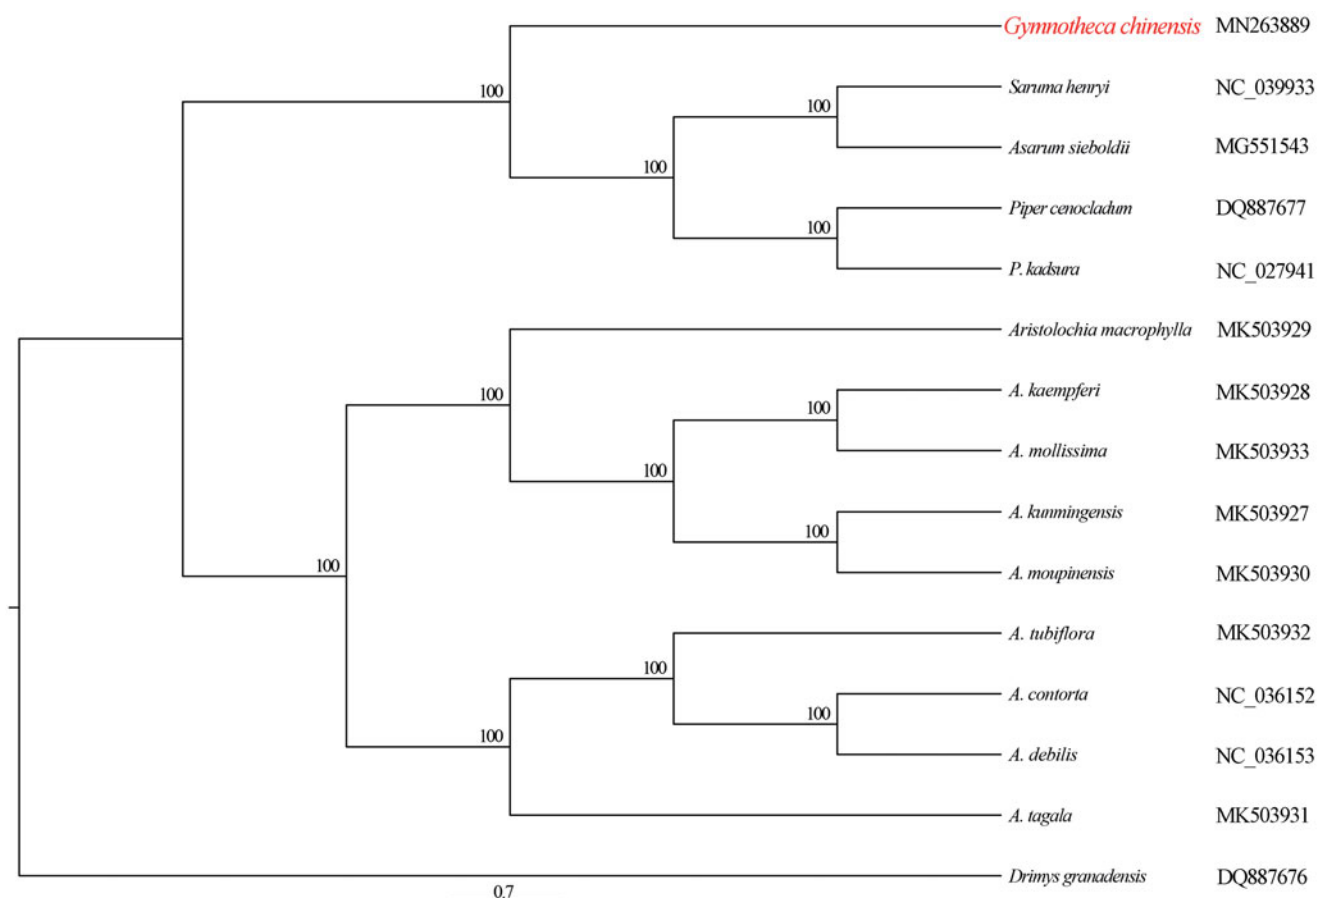 Gymnotheca chinensis MN263889
100 Saruma henryi NC_039933
100
Asarum sieboldii MG551543
100
Piper cenocladum DQ887677
100
P. kadsura NC_027941
Aristolochia macrophylla MK503929
100 A. kaempferi MK503928
100
A. mollissima MK503933
100
A. kunmingensis MK503927
100
100 A. moupinensis MK503930
A. tubiflora MK503932
100
A. contorta NC_036152
100
100 A. debilis NC_036153
A. tagala MK503931
Drimys granadensis DQ887676
0.7